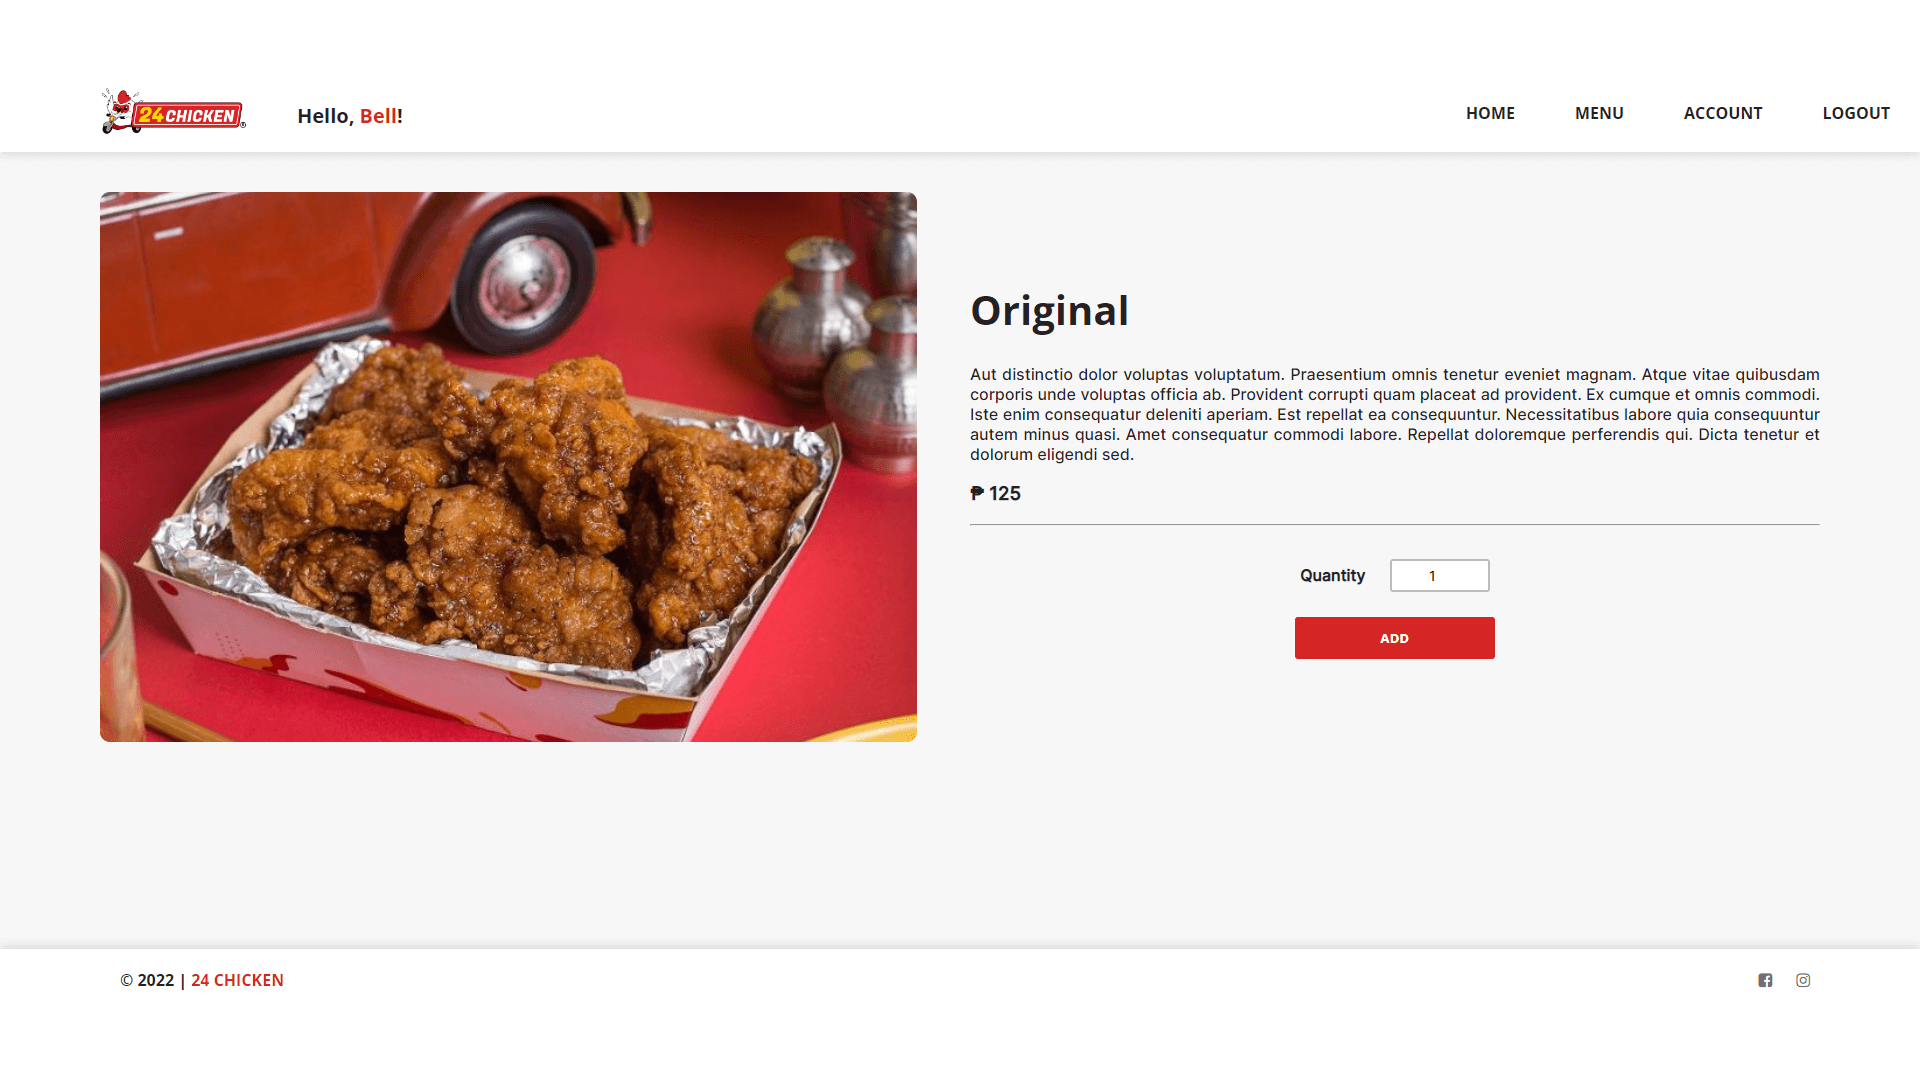 24 CHICKEN
Hello, Bell!
HOME
MENU
ACCOUNT
LOGOUT
Original
Aut distinctio dolor voluptas voluptatum. Praesentium omnis tenetur eveniet magnam. Atque vitae quibusdam
corporis unde voluptas officia ab. Provident corrupti quam placeat ad provident. Ex cumque et omnis commodi.
Iste enim consequatur deleniti aperiam. Est repellat ea consequuntur. Necessitatibus labore quia consequuntur
autem minus quasi. Amet consequatur commodi labore. Repellat doloremque perferendis qui. Dicta tenetur et
dolorum eligendi sed.
₱ 125
Quantity 1
ADD
© 2022 | 24 CHICKEN